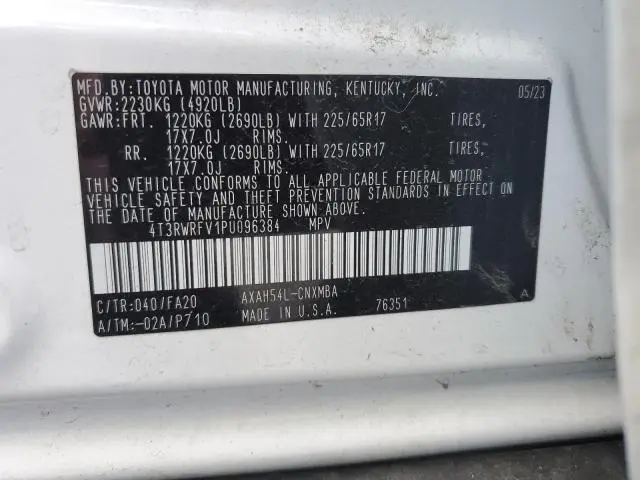 MFD.BY:TOYOTA MOTOR MANUFACTURING, KENTUCKY, INC. 05/23
GVWR:2230KG (4920LB)
GAWR:FRT. 1220KG (2690LB) WITH 225/65R17 TIRES,
17X7.0J RIMS.
RR. 1220KG (2690LB) WITH 225/65R17 TIRES,
17X7.0J RIMS.
THIS VEHICLE CONFORMS TO ALL APPLICABLE FEDERAL MOTOR
VEHICLE SAFETY AND THEFT PREVENTION STANDARDS IN EFFECT ON
THE DATE OF MANUFACTURE SHOWN ABOVE.
4T3RWRFV1PU096384 MPV
C/TR:040/FA20 AXAH54L-CNXMBA A
A/TM:-02A/P710 MADE IN U.S.A. 76351